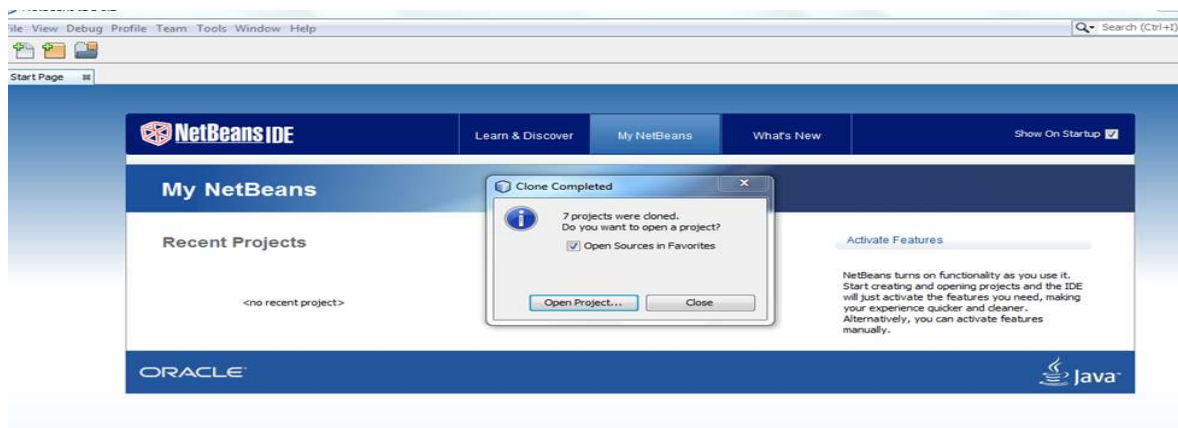 File View Debug Profile Team Tools Window Help
Search (Ctrl+I)
Start Page
NetBeans IDE
Learn & Discover
My NetBeans
What's New
Show On Startup
My NetBeans
Clone Completed
7 projects were cloned.
Do you want to open a project?
Open Sources in Favorites
Open Project...
Close
Recent Projects
<no recent project>
Activate Features
NetBeans turns on functionality as you use it.
Start creating and opening projects and the IDE
will just activate the features you need, making
your experience quicker and cleaner.
Alternatively, you can activate features
manually.
ORACLE
Java